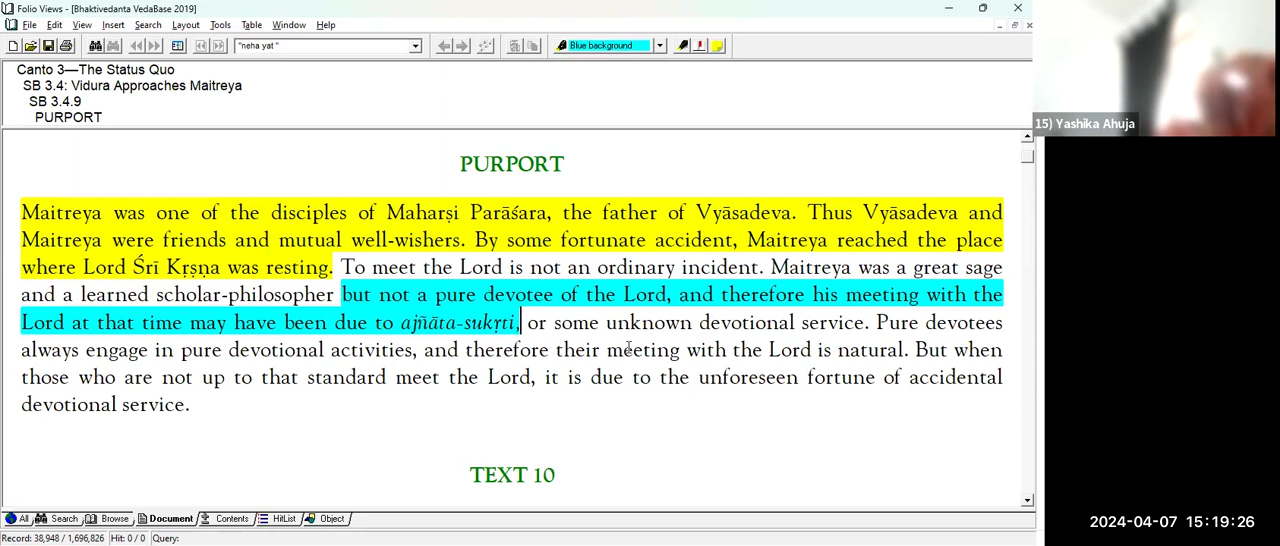 Folio Views - [Bhaktivedanta VedaBase 2019]
File Edit View Insert Search Layout Tools Table Window Help
"neha yat "
Blue background
Canto 3—The Status Quo
SB 3.4: Vidura Approaches Maitreya
SB 3.4.9
PURPORT
15) Yashika Ahuja
PURPORT
Maitreya was one of the disciples of Maharṣi Parāśara, the father of Vyāsadeva. Thus Vyāsadeva and
Maitreya were friends and mutual well-wishers. By some fortunate accident, Maitreya reached the place
where Lord Śrī Kṛṣṇa was resting. To meet the Lord is not an ordinary incident. Maitreya was a great sage
and a learned scholar-philosopher but not a pure devotee of the Lord, and therefore his meeting with the
Lord at that time may have been due to ajñāta-sukṛti, or some unknown devotional service. Pure devotees
always engage in pure devotional activities, and therefore their meeting with the Lord is natural. But when
those who are not up to that standard meet the Lord, it is due to the unforeseen fortune of accidental
devotional service.
TEXT 10
All Search Browse Document Contents HitList Object
Record: 38,948 / 1,696,826 Hit: 0 / 0 Query:
2024-04-07 15:19:26